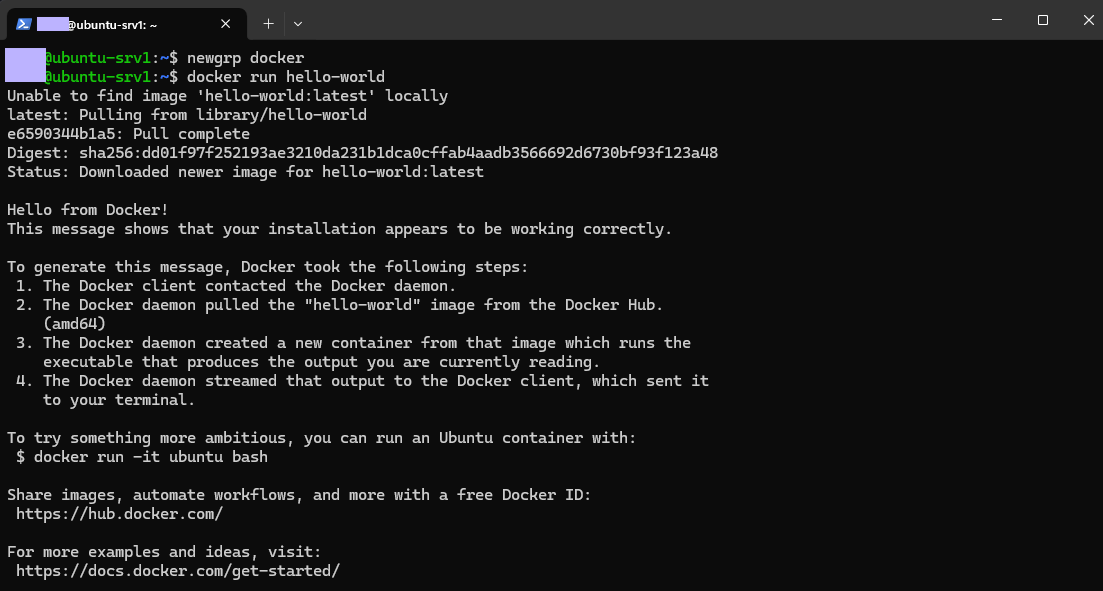 @ubuntu-srv1: ~
@ubuntu-srv1:~$ newgrp docker
@ubuntu-srv1:~$ docker run hello-world
Unable to find image 'hello-world:latest' locally
latest: Pulling from library/hello-world
e6590344b1a5: Pull complete
Digest: sha256:dd01f97f252193ae3210da231b1dca0cffab4aadb3566692d6730bf93f123a48
Status: Downloaded newer image for hello-world:latest

Hello from Docker!
This message shows that your installation appears to be working correctly.

To generate this message, Docker took the following steps:
 1. The Docker client contacted the Docker daemon.
 2. The Docker daemon pulled the "hello-world" image from the Docker Hub.
    (amd64)
 3. The Docker daemon created a new container from that image which runs the
    executable that produces the output you are currently reading.
 4. The Docker daemon streamed that output to the Docker client, which sent it
    to your terminal.

To try something more ambitious, you can run an Ubuntu container with:
 $ docker run -it ubuntu bash

Share images, automate workflows, and more with a free Docker ID:
 https://hub.docker.com/

For more examples and ideas, visit:
 https://docs.docker.com/get-started/